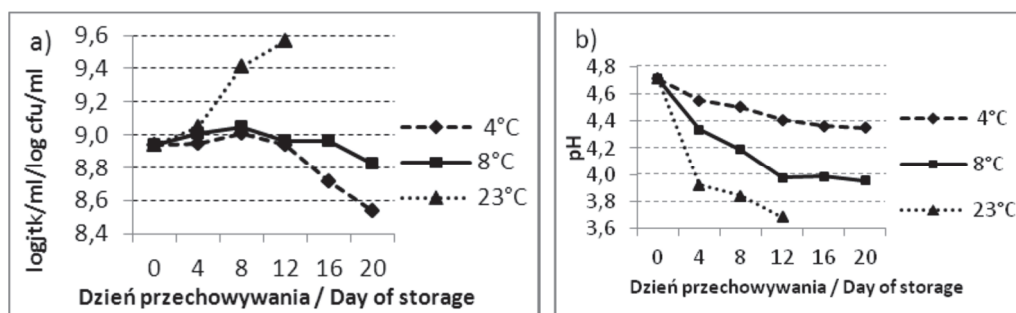 a)
logjtk/ml/log cfu/ml
9,6
9,4
9,2
9,0
8,8
8,6
8,4
0 4 8 12 16 20
Dzień przechowywania / Day of storage
4°C
8°C
23°C
b)
pH
4,8
4,6
4,4
4,2
4,0
3,8
3,6
0 4 8 12 16 20
Dzień przechowywania / Day of storage
4°C
8°C
23°C